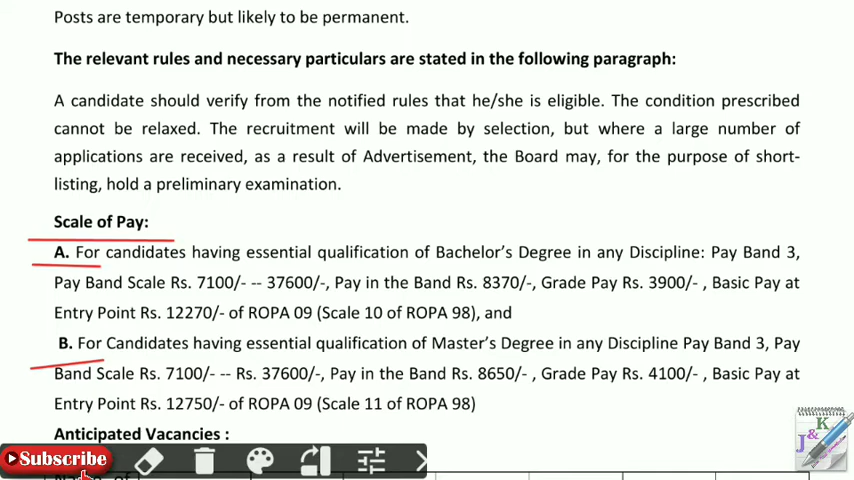 Posts are temporary but likely to be permanent.
The relevant rules and necessary particulars are stated in the following paragraph:
A candidate should verify from the notified rules that he/she is eligible. The condition prescribed
cannot be relaxed. The recruitment will be made by selection, but where a large number of
applications are received, as a result of Advertisement, the Board may, for the purpose of short-
listing, hold a preliminary examination.
Scale of Pay:
A. For candidates having essential qualification of Bachelor's Degree in any Discipline: Pay Band 3,
Pay Band Scale Rs. 7100/- -- 37600/-, Pay in the Band Rs. 8370/-, Grade Pay Rs. 3900/- , Basic Pay at
Entry Point Rs. 12270/- of ROPA 09 (Scale 10 of ROPA 98), and
B. For Candidates having essential qualification of Master's Degree in any Discipline Pay Band 3, Pay
Band Scale Rs. 7100/- -- Rs. 37600/-, Pay in the Band Rs. 8650/- , Grade Pay Rs. 4100/- , Basic Pay at
Entry Point Rs. 12750/- of ROPA 09 (Scale 11 of ROPA 98)
Anticipated Vacancies :
Subscribe
J&K